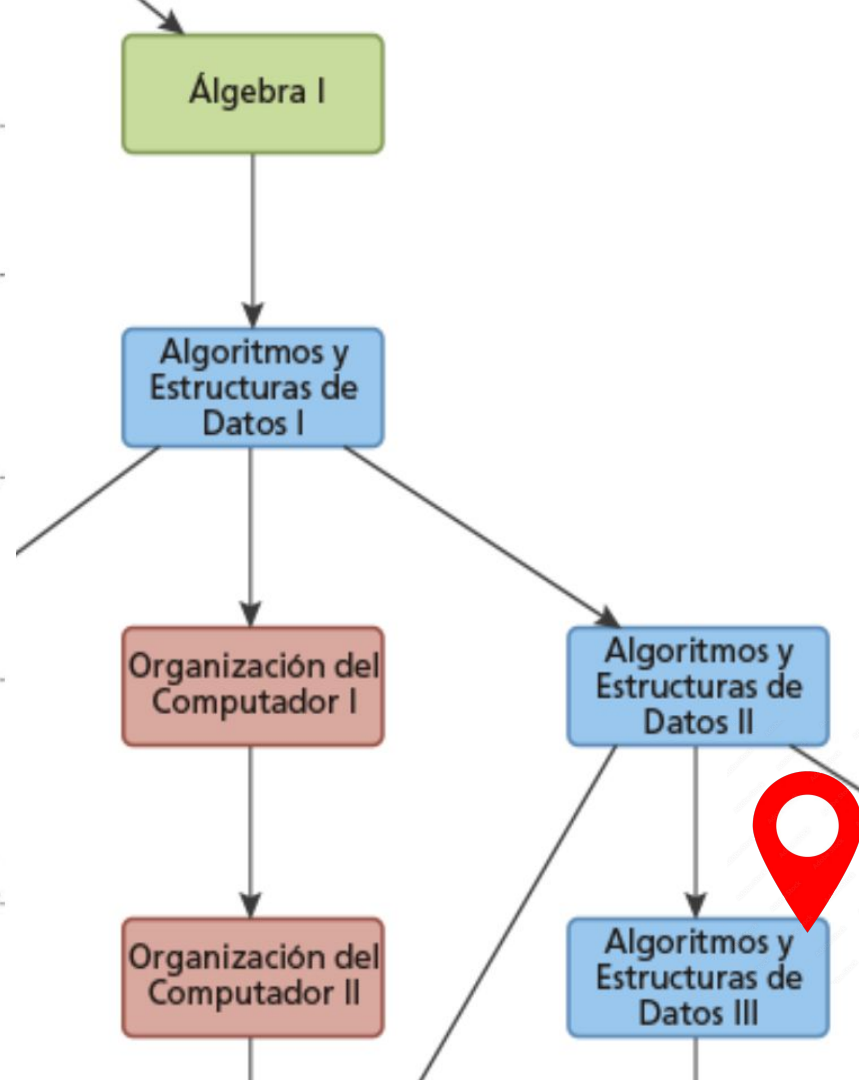 Álgebra I
Algoritmos y
Estructuras de
Datos I
Organización del
Computador I
Algoritmos y
Estructuras de
Datos II
Organización del
Computador II
Algoritmos y
Estructuras de
Datos III